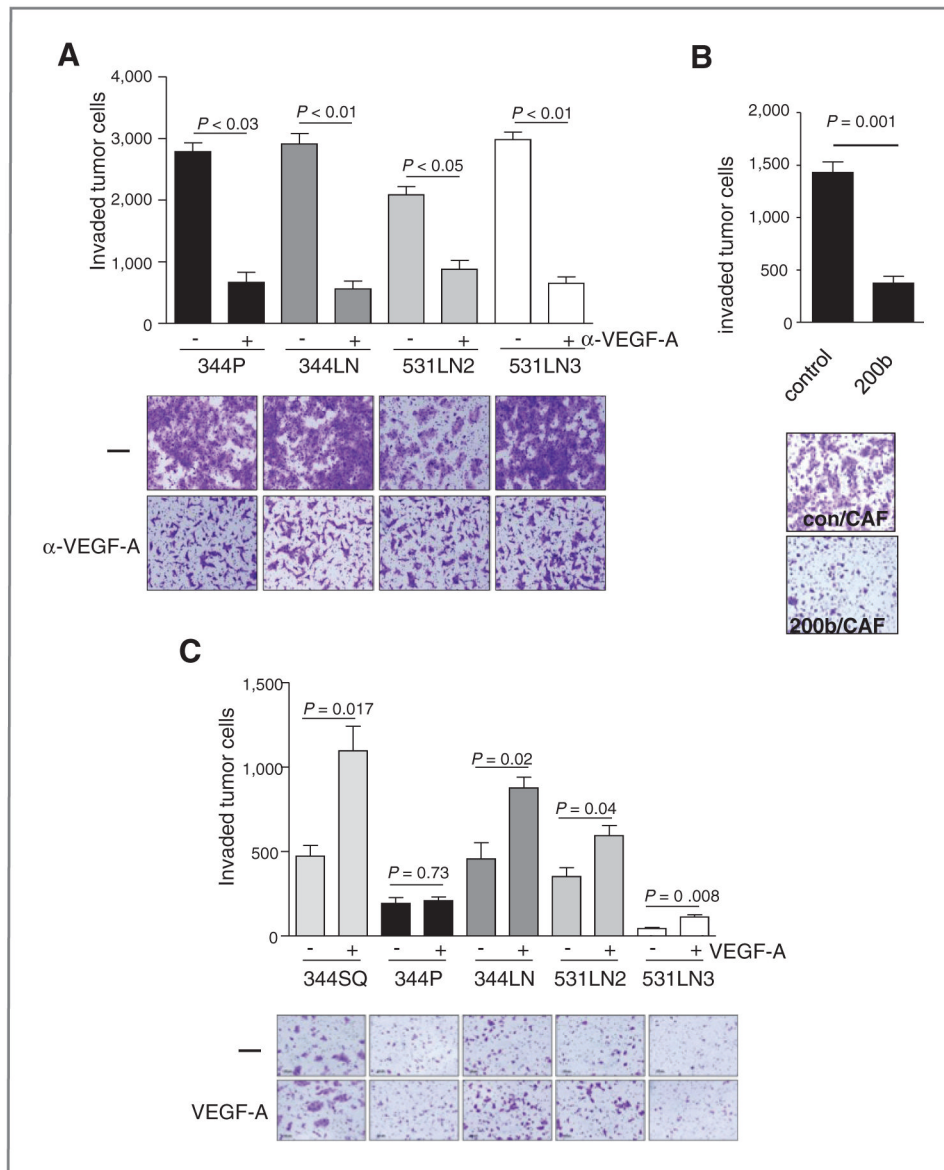 A
4,000
3,000
2,000
1,000
0
Invaded tumor cells
P < 0.03
P < 0.01
P < 0.05
P < 0.01
- + - + - + - + α-VEGF-A
344P 344LN 531LN2 531LN3
—
α-VEGF-A
B
2,000
1,500
1,000
500
0
invaded tumor cells
P = 0.001
control 200b
con/CAF
200b/CAF
C
1,500
1,000
500
0
Invaded tumor cells
P = 0.017
P = 0.73
P = 0.02
P = 0.04
P = 0 .008
- + - + - + - + - + VEGF-A
344SQ 344P 344LN 531LN2 531LN3
—
VEGF-A